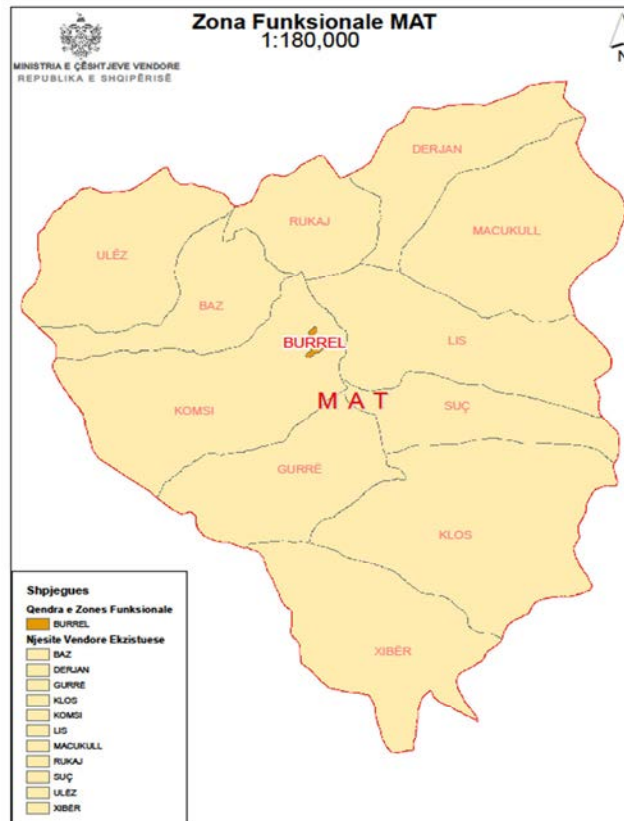 Zona Funksionale MAT
1:180,000
MINISTRIA E ÇËSHTJEVE VENDORE
REPUBLIKA E SHQIPËRISË
N
DERJAN
RUKAJ
MACUKULL
ULËZ
BAZ
BURREL
LIS
M A T
KOMSI
SUÇ
GURRË
KLOS
XIBËR
Shpjegues
Qendra e Zones Funksionale
BURREL
Njesite Vendore Ekzistuese
BAZ
DERJAN
GURRË
KLOS
KOMSI
LIS
MACUKULL
RUKAJ
SUÇ
ULËZ
XIBËR